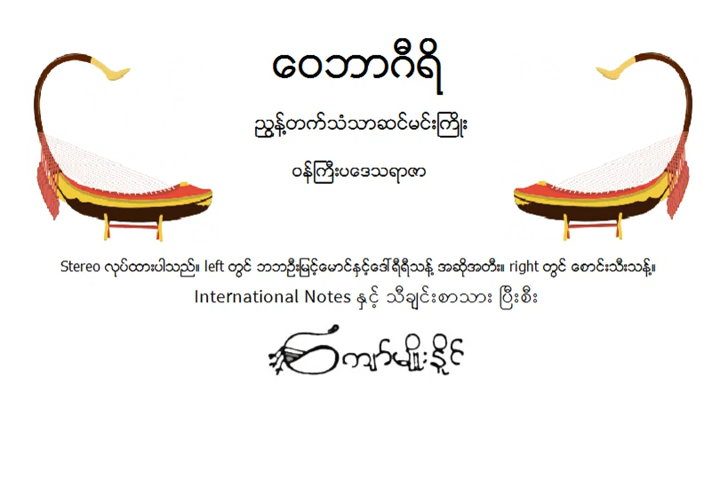 ဝေဘာဂီရိ
ညွန့်တက်သံသာဆင်မင်းကြိုး
ဝန်ကြီးပဒေသရာဇာ
Stereo လုပ်ထားပါသည်။ left တွင် ဘဘဦးမြင့်မောင်နှင့်ဒေါ်ရီရီသန့် အဆိုအတီး။ right တွင် စောင်းသီးသန့်။
International Notes နှင့် သီချင်းစာသား ပြီးစီး
ကျော်မျိုးနိုင်